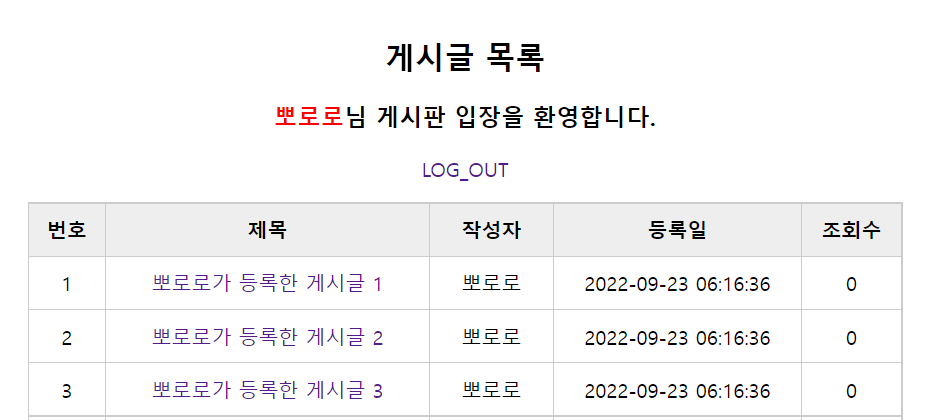 게시글 목록
뽀로로님 게시판 입장을 환영합니다.
LOG_OUT
번호 제목 작성자 등록일 조회수
1 뽀로로가 등록한 게시글 1 뽀로로 2022-09-23 06:16:36 0
2 뽀로로가 등록한 게시글 2 뽀로로 2022-09-23 06:16:36 0
3 뽀로로가 등록한 게시글 3 뽀로로 2022-09-23 06:16:36 0